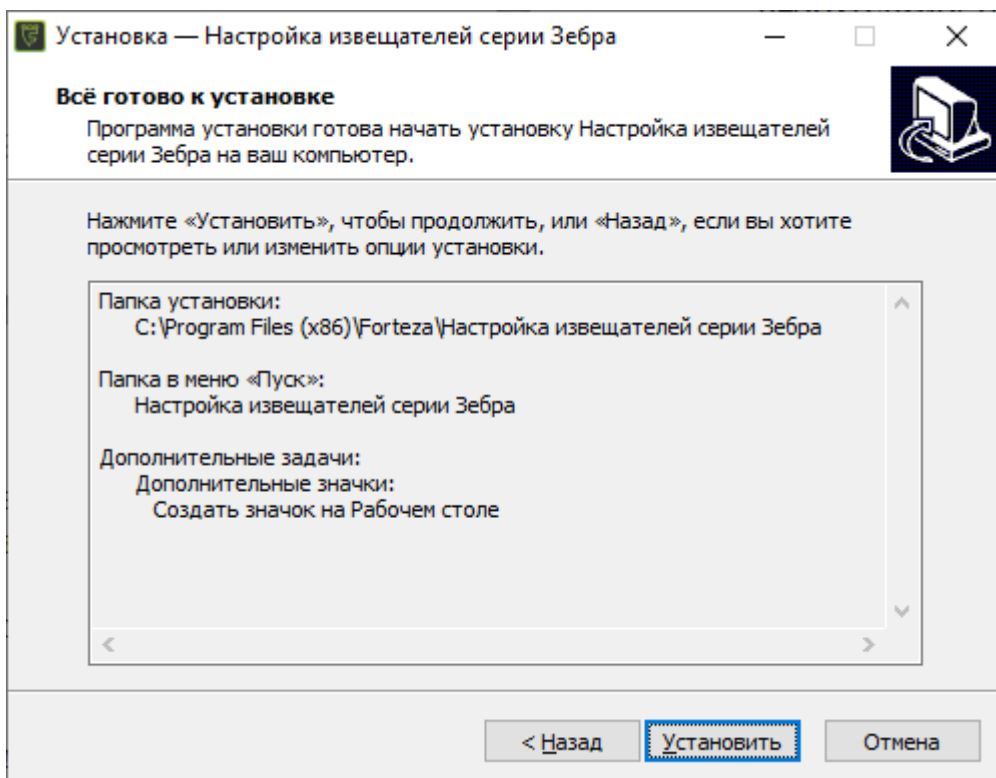 Установка — Настройка извещателей серии Зебра
Всё готово к установке
Программа установки готова начать установку Настройка извещателей
серии Зебра на ваш компьютер.
Нажмите «Установить», чтобы продолжить, или «Назад», если вы хотите
просмотреть или изменить опции установки.
Папка установки:
C:\Program Files (x86)\Forteza\Настройка извещателей серии Зебра
Папка в меню «Пуск»:
Настройка извещателей серии Зебра
Дополнительные задачи:
Дополнительные значки:
Создать значок на Рабочем столе
< Назад
Установить
Отмена